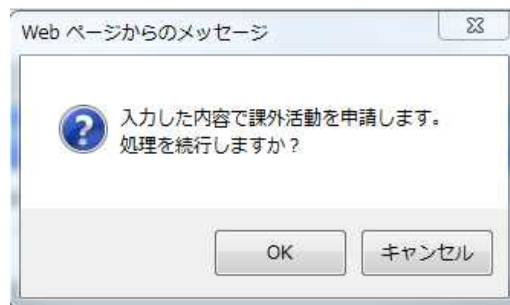 Web ページからのメッセージ
入力した内容で課外活動を申請します。
処理を続行しますか？
OK
キャンセル